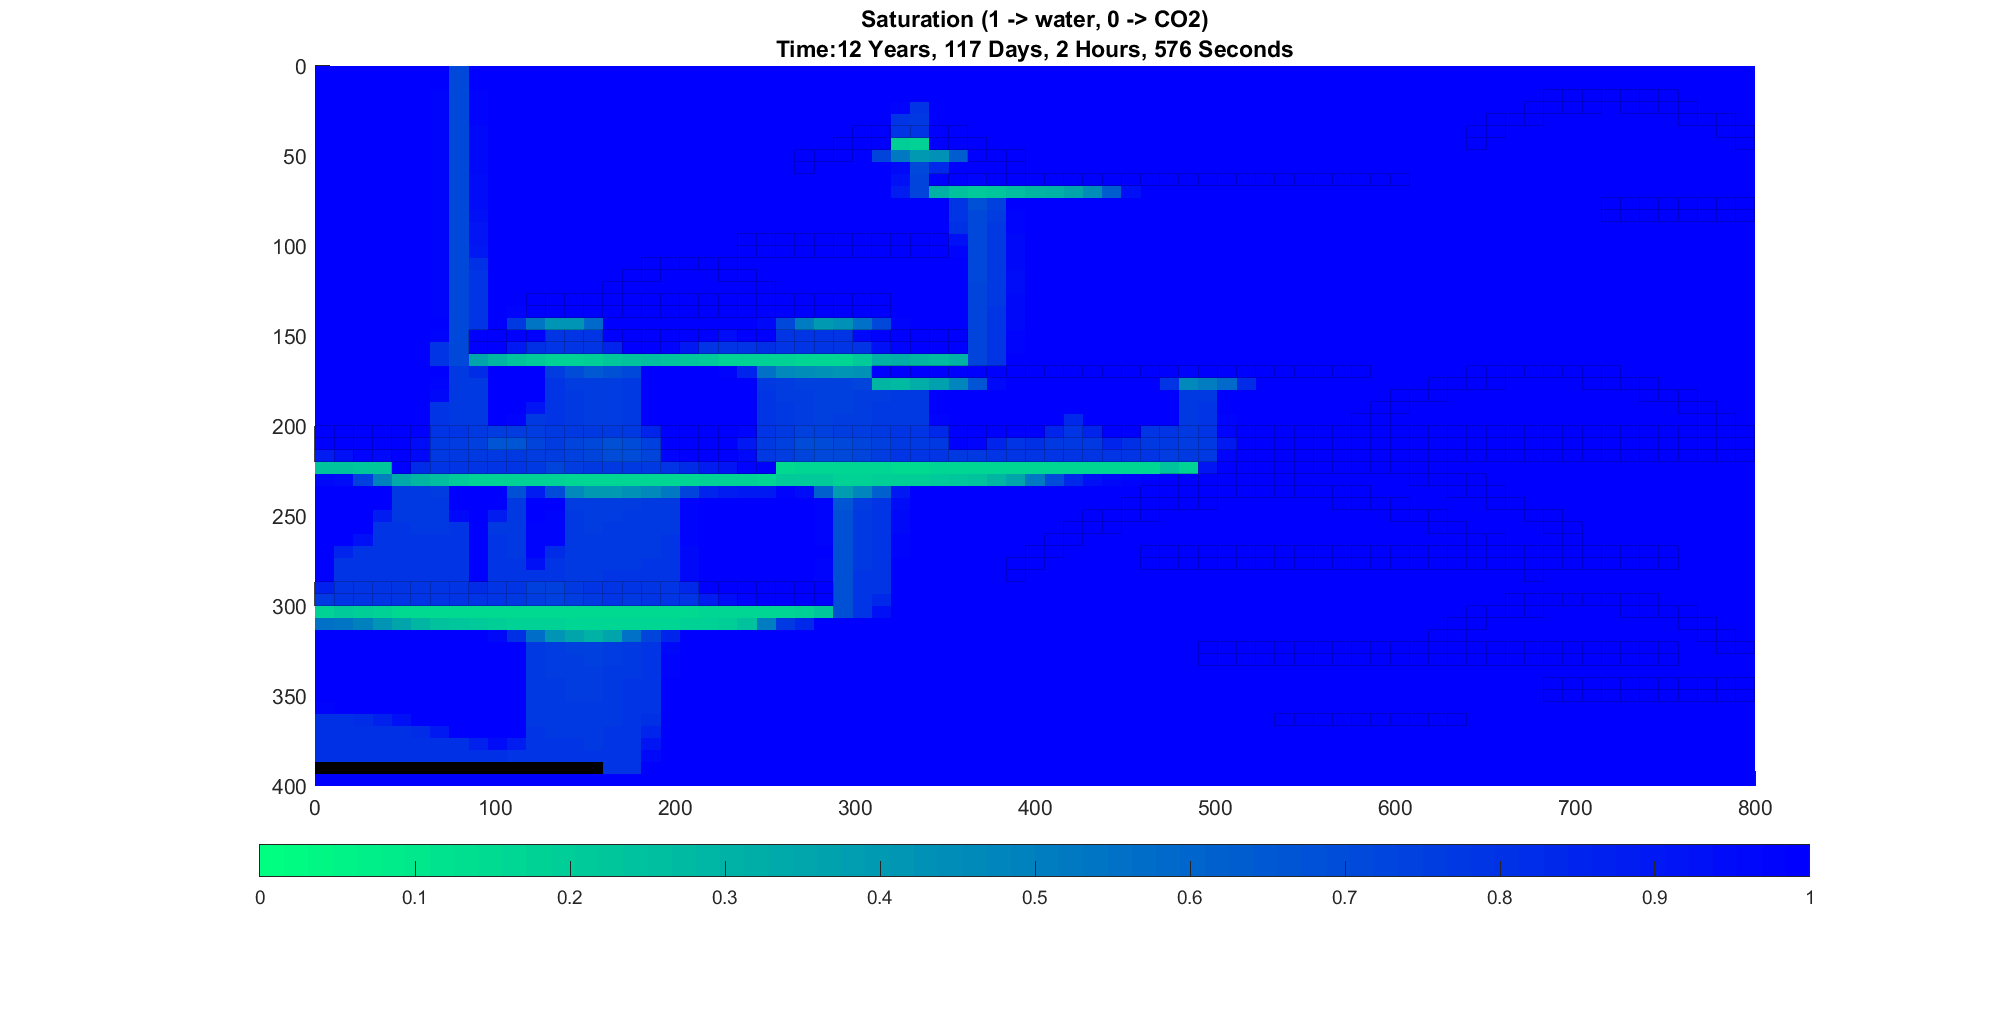 Saturation (1 -> water, 0 -> CO2)
Time:12 Years, 117 Days, 2 Hours, 576 Seconds
0
50
100
150
200
250
300
350
400
0 100 200 300 400 500 600 700 800
0 0.1 0.2 0.3 0.4 0.5 0.6 0.7 0.8 0.9 1